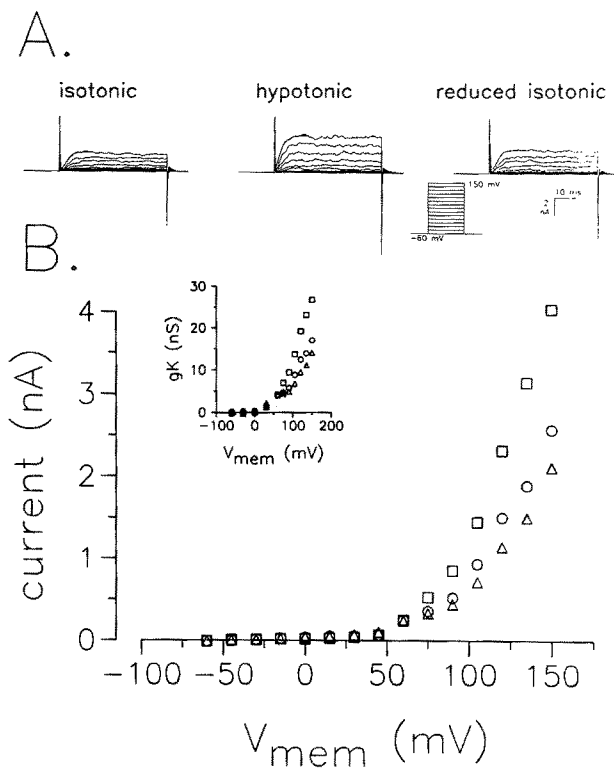 A.
isotonic
hypotonic
reduced isotonic
150 mV
-60 mV
10 ms
2
nA
B.
30
20
10
0
gK (nS)
-100
0
100
200
Vmem (mV)
4
3
2
1
0
current (nA)
-100
-50
0
50
100
150
Vmem (mV)